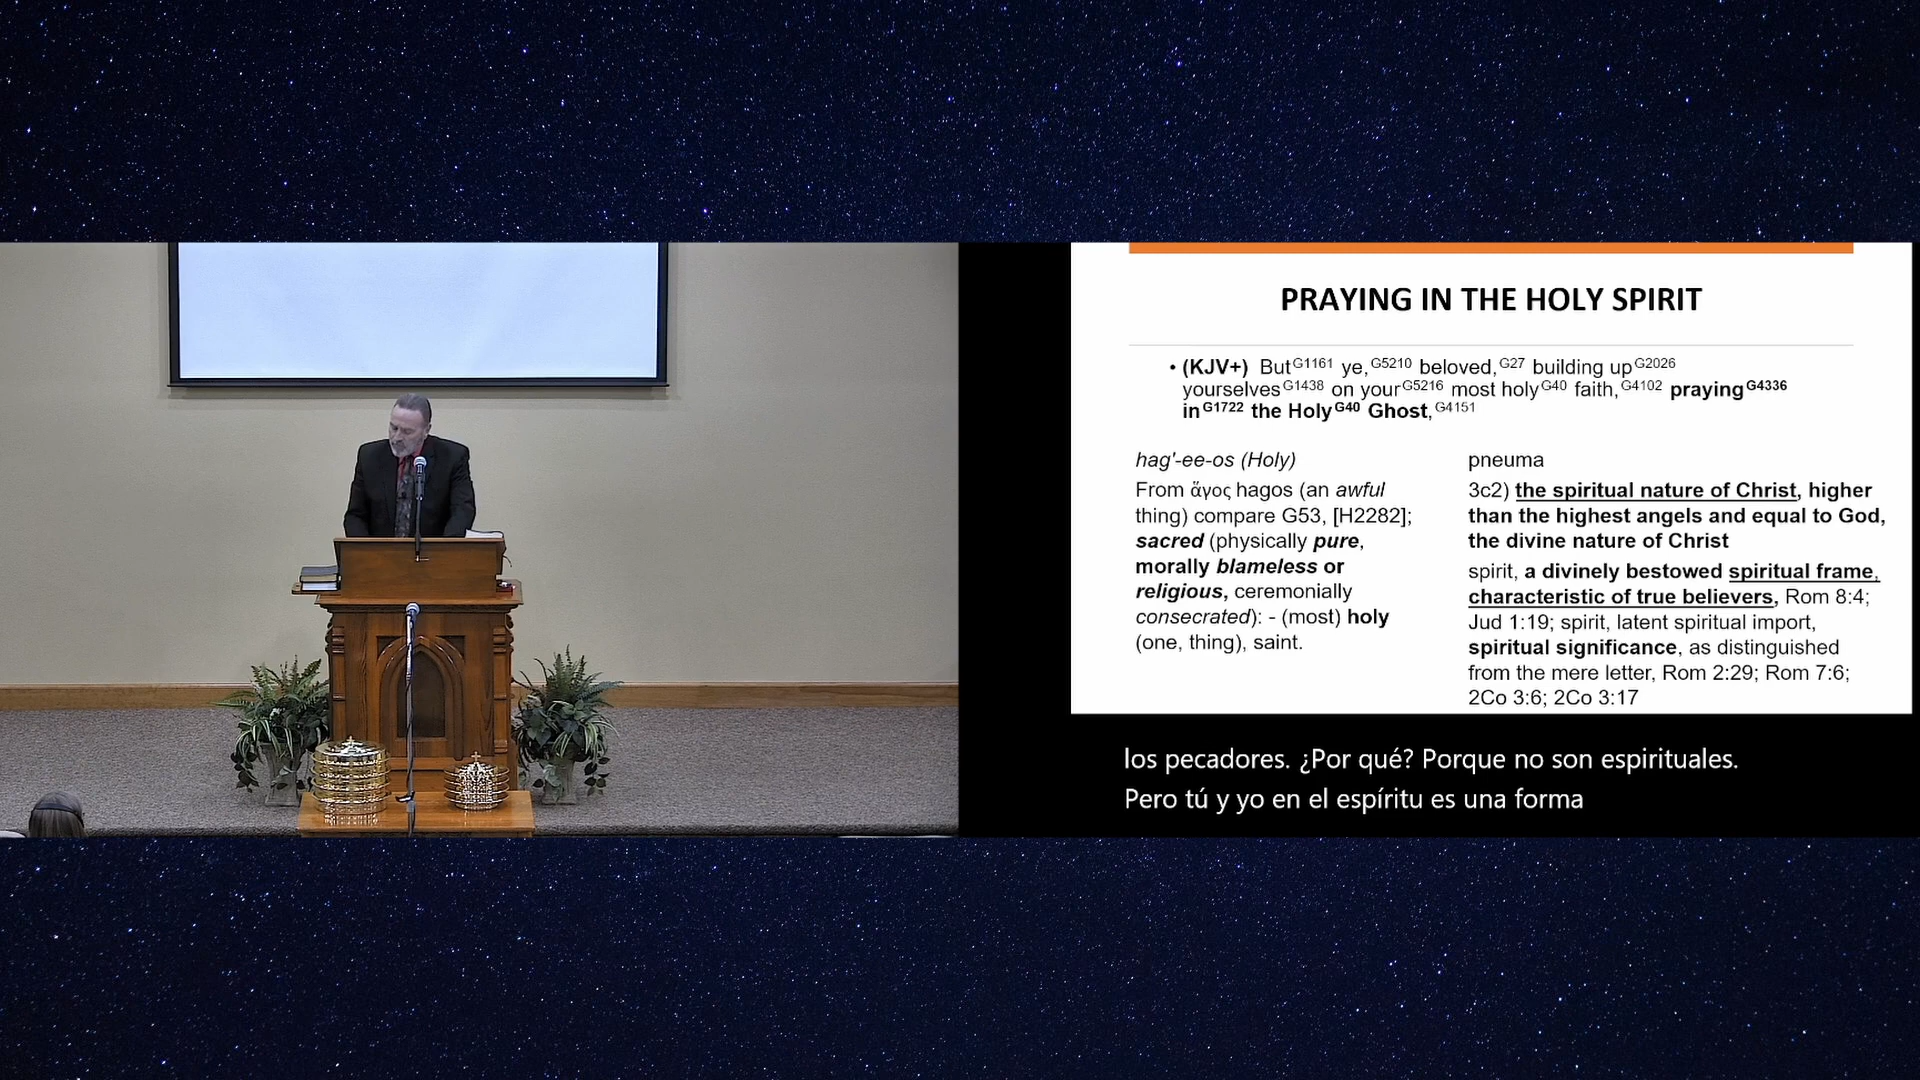 PRAYING IN THE HOLY SPIRIT
• (KJV+) But G1161 ye, G5210 beloved, G27 building up G2026
yourselves G1438 on your G5216 most holy G40 faith, G4102 praying G4336
in G1722 the Holy G40 Ghost, G4151
hag'-ee-os (Holy)
From ἅγος hagos (an awful
thing) compare G53, [H2282];
sacred (physically pure,
morally blameless or
religious, ceremonially
consecrated): - (most) holy
(one, thing), saint.
pneuma
3c2) the spiritual nature of Christ, higher
than the highest angels and equal to God,
the divine nature of Christ
spirit, a divinely bestowed spiritual frame,
characteristic of true believers, Rom 8:4;
Jud 1:19; spirit, latent spiritual import,
spiritual significance, as distinguished
from the mere letter, Rom 2:29; Rom 7:6;
2Co 3:6; 2Co 3:17
los pecadores. ¿Por qué? Porque no son espirituales.
Pero tú y yo en el espíritu es una forma